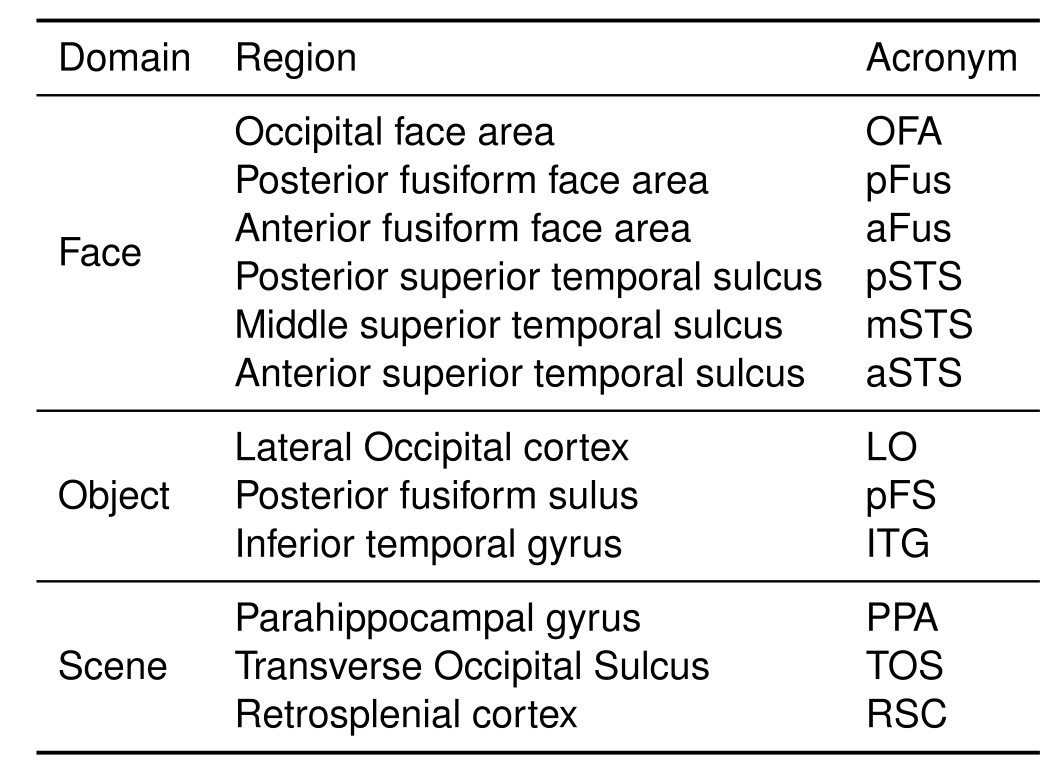 Domain Region Acronym
Occipital face area OFA
Posterior fusiform face area pFus
Anterior fusiform face area aFus
Face
Posterior superior temporal sulcus pSTS
Middle superior temporal sulcus mSTS
Anterior superior temporal sulcus aSTS
Lateral Occipital cortex LO
Object Posterior fusiform sulus pFS
Inferior temporal gyrus ITG
Parahippocampal gyrus PPA
Scene Transverse Occipital Sulcus TOS
Retrosplenial cortex RSC